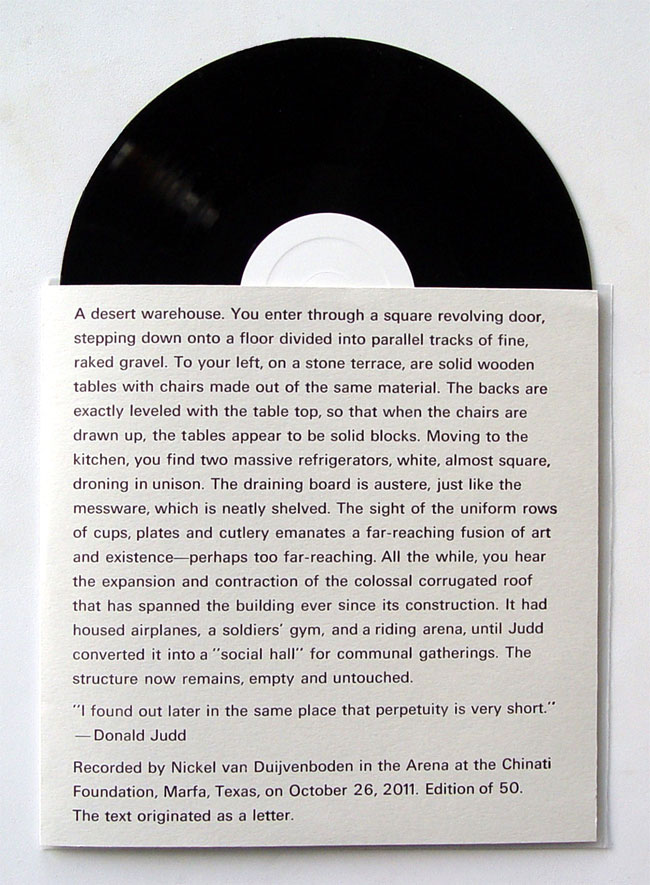 A desert warehouse. You enter through a square revolving door,
stepping down onto a floor divided into parallel tracks of fine,
raked gravel. To your left, on a stone terrace, are solid wooden
tables with chairs made out of the same material. The backs are
exactly leveled with the table top, so that when the chairs are
drawn up, the tables appear to be solid blocks. Moving to the
kitchen, you find two massive refrigerators, white, almost square,
droning in unison. The draining board is austere, just like the
messware, which is neatly shelved. The sight of the uniform rows
of cups, plates and cutlery emanates a far-reaching fusion of art
and existence—perhaps too far-reaching. All the while, you hear
the expansion and contraction of the colossal corrugated roof
that has spanned the building ever since its construction. It had
housed airplanes, a soldiers' gym, and a riding arena, until Judd
converted it into a "social hall" for communal gatherings. The
structure now remains, empty and untouched.
"I found out later in the same place that perpetuity is very short."
—Donald Judd
Recorded by Nickel van Duijvenboden in the Arena at the Chinati
Foundation, Marfa, Texas, on October 26, 2011. Edition of 50.
The text originated as a letter.